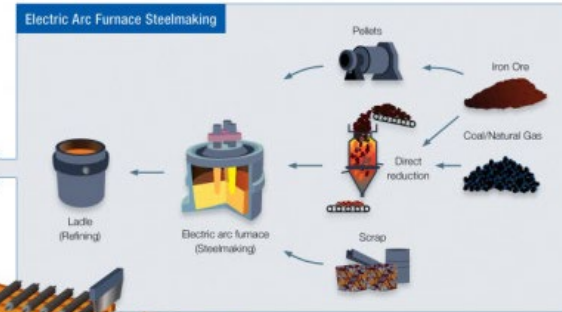 Electric Arc Furnace Steelmaking
Pellets
Iron Ore
Coal/Natural Gas
Direct
reduction
Ladle
(Refining)
Electric arc furnace
(Steelmaking)
Scrap